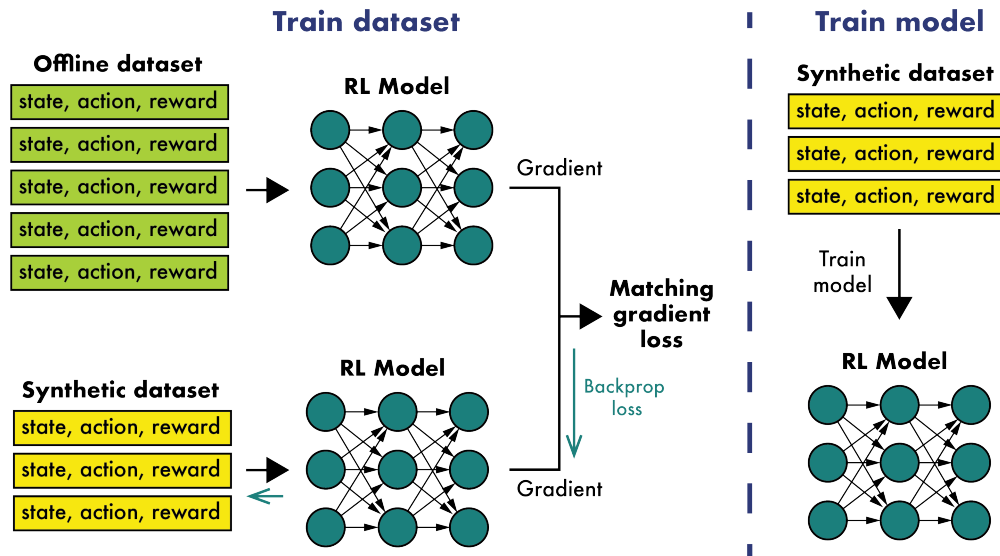 Train dataset
Offline dataset
state, action, reward
state, action, reward
state, action, reward
state, action, reward
state, action, reward
RL Model
Gradient
Matching
gradient
loss
Backprop
loss
Synthetic dataset
state, action, reward
state, action, reward
state, action, reward
RL Model
Gradient
Train model
Synthetic dataset
state, action, reward
state, action, reward
state, action, reward
Train
model
RL Model